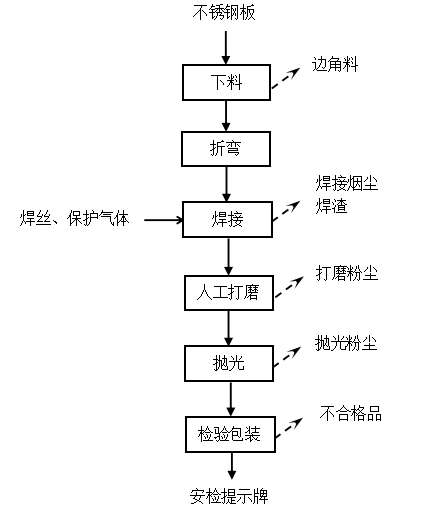 不锈钢板
下料
边角料
折弯
焊丝、保护气体
焊接
焊接烟尘
焊渣
人工打磨
打磨粉尘
抛光
抛光粉尘
检验包装
不合格品
安检提示牌